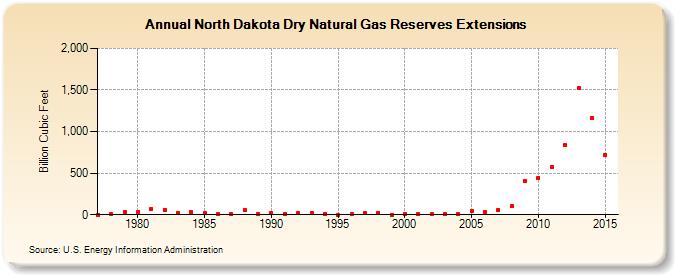 Annual North Dakota Dry Natural Gas Reserves Extensions
Billion Cubic Feet
2,000
1,500
1,000
500
0
1980 1985 1990 1995 2000 2005 2010 2015
Source: U.S. Energy Information Administration